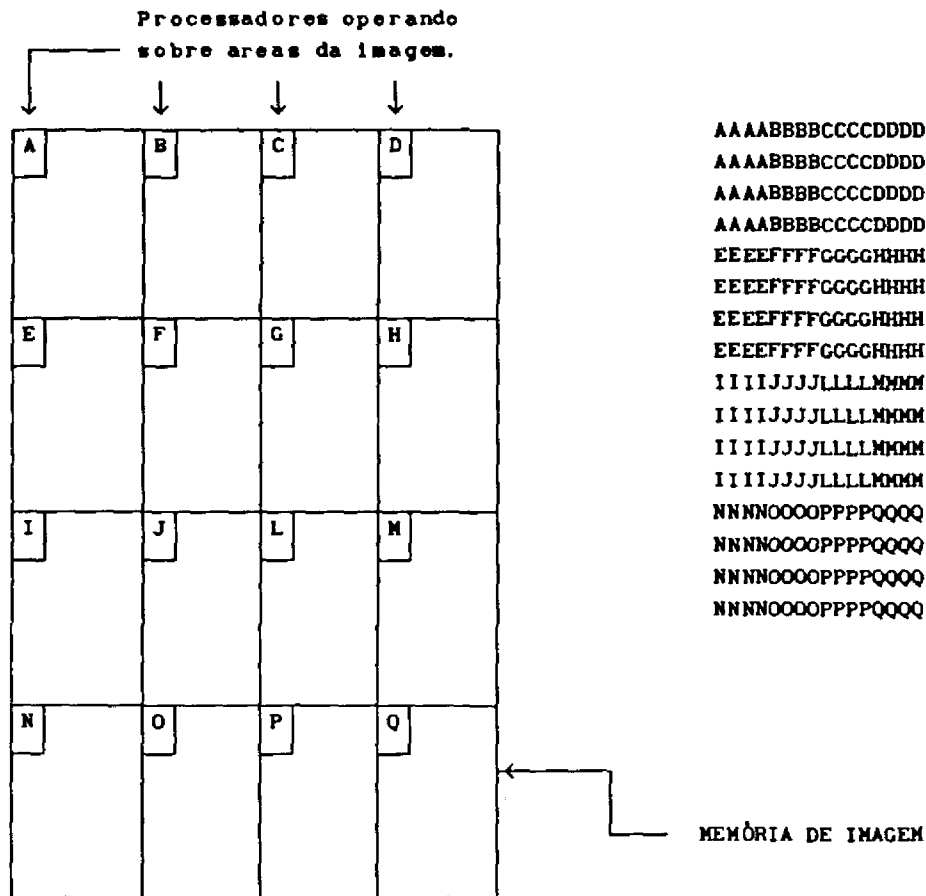 Processadores operando
sobre areas da imagem.
A B C D
E F G H
I J L M
N O P Q
AAAABBBBCCCCDDDD
AAAABBBBCCCCDDDD
AAAABBBBCCCCDDDD
AAAABBBBCCCCDDDD
EEEEFFFFGGGGHHHH
EEEEFFFFGGGGHHHH
EEEEFFFFGGGGHHHH
EEEEFFFFGGGGHHHH
IIIIJJJJLLLLMMMM
IIIIJJJJLLLLMMMM
IIIIJJJJLLLLMMMM
IIIIJJJJLLLLMMMM
NNNNOOOOPPPPQQQQ
NNNNOOOOPPPPQQQQ
NNNNOOOOPPPPQQQQ
NNNNOOOOPPPPQQQQ
MEMÒRIA DE IMAGEM